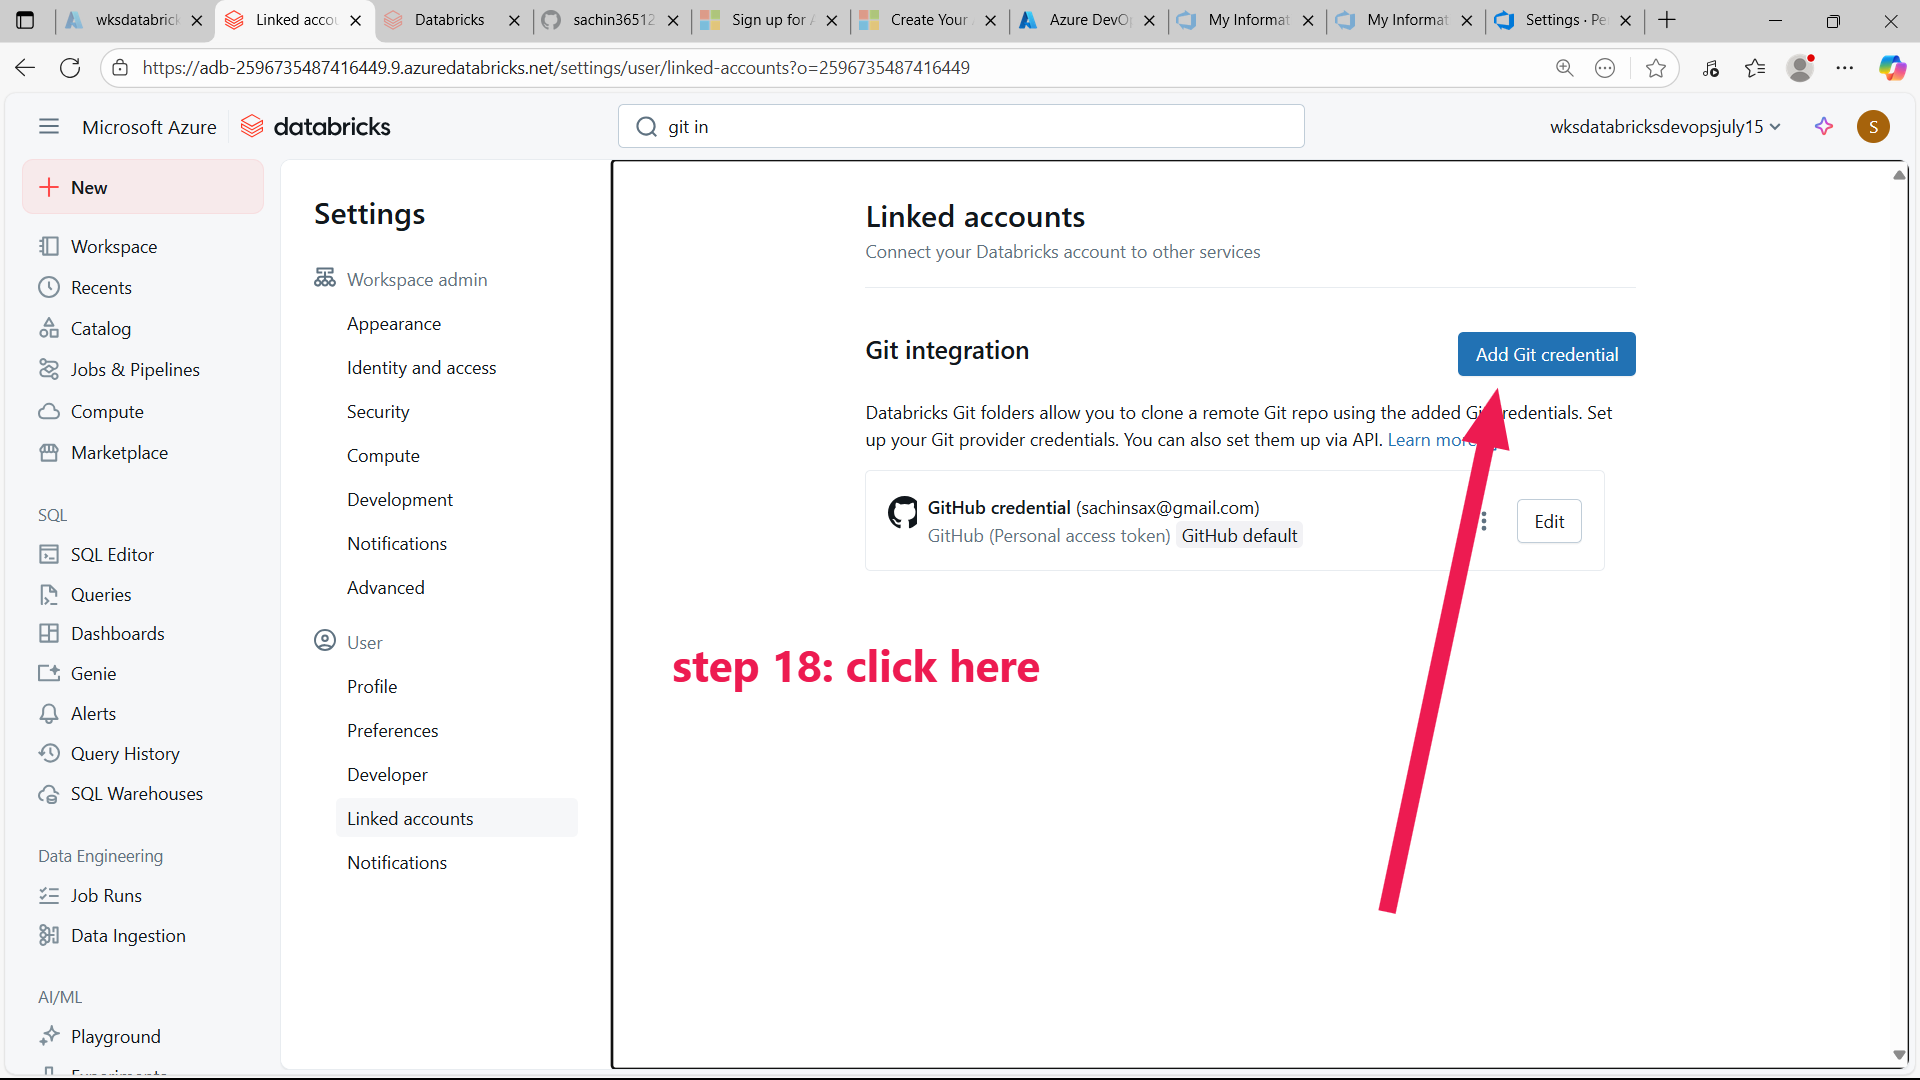 wksdatabrick
Linked accou
Databricks
sachin36512
Sign up for A
Create Your A
Azure DevOp
My Informat
My Informat
Settings · Pe
https://adb-2596735487416449.9.azuredatabricks.net/settings/user/linked-accounts?o=2596735487416449
Microsoft Azure
databricks
git in
wksdatabricksdevopsjuly15
S
New
Workspace
Recents
Catalog
Jobs & Pipelines
Compute
Marketplace
SQL
SQL Editor
Queries
Dashboards
Genie
Alerts
Query History
SQL Warehouses
Data Engineering
Job Runs
Data Ingestion
AI/ML
Playground
Experiments
Settings
Workspace admin
Appearance
Identity and access
Security
Compute
Development
Notifications
Advanced
User
Profile
Preferences
Developer
Linked accounts
Notifications
Linked accounts
Connect your Databricks account to other services
Git integration
Add Git credential
Databricks Git folders allow you to clone a remote Git repo using the added Git credentials. Set
up your Git provider credentials. You can also set them up via API. Learn more
GitHub credential (sachinsax@gmail.com)
GitHub (Personal access token) GitHub default
Edit
step 18: click here